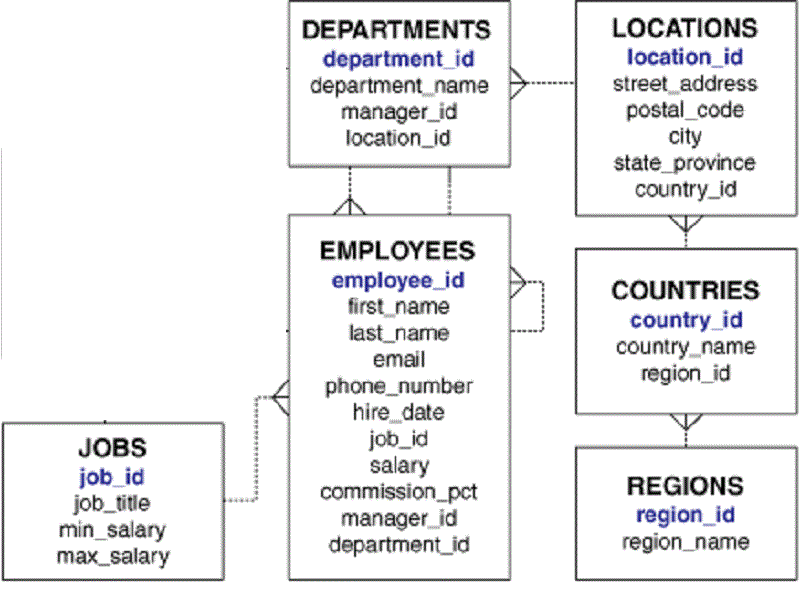 DEPARTMENTS
department_id
department_name
manager_id
location_id
LOCATIONS
location_id
street_address
postal_code
city
state_province
country_id
EMPLOYEES
employee_id
first_name
last_name
email
phone_number
hire_date
job_id
salary
commission_pct
manager_id
department_id
COUNTRIES
country_id
country_name
region_id
JOBS
job_id
job_title
min_salary
max_salary
REGIONS
region_id
region_name